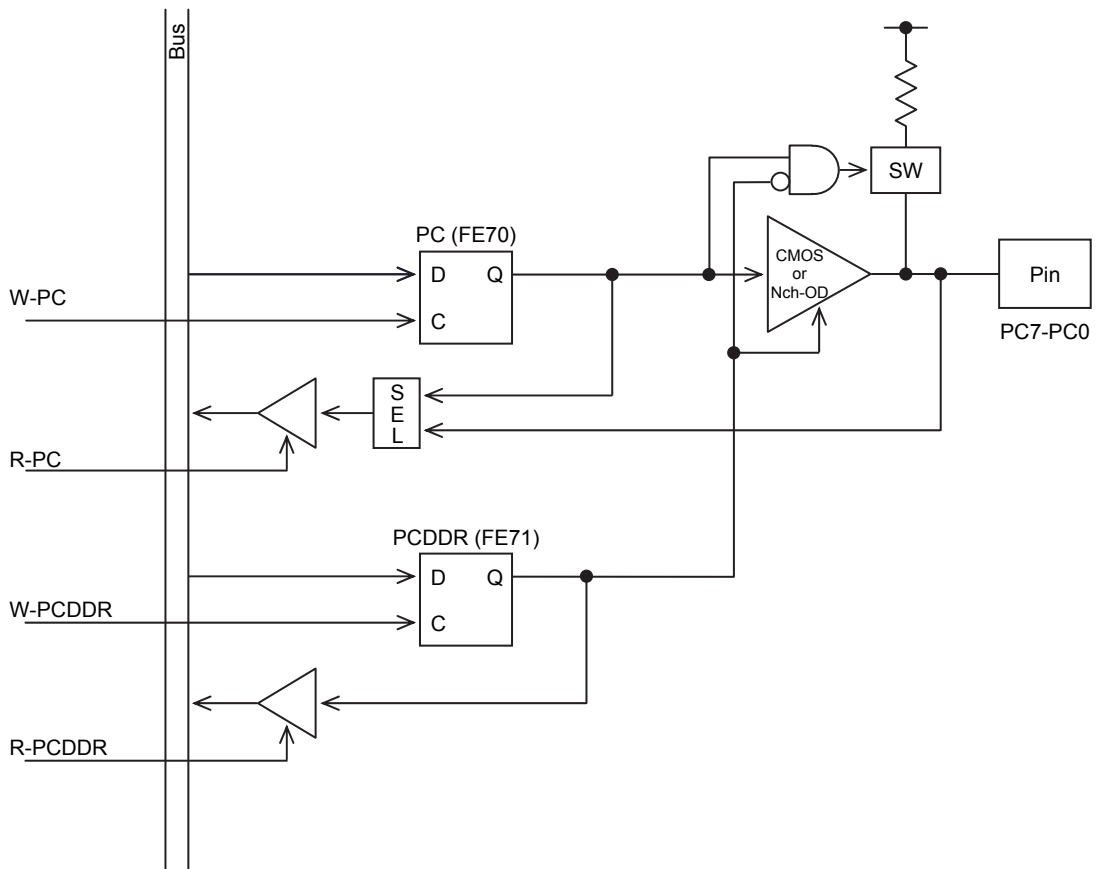 Bus
SW
PC (FE70)
D Q
C
CMOS
or
Nch-OD
Pin
PC7-PC0
W-PC
S
E
L
R-PC
PCDDR (FE71)
D Q
C
W-PCDDR
R-PCDDR